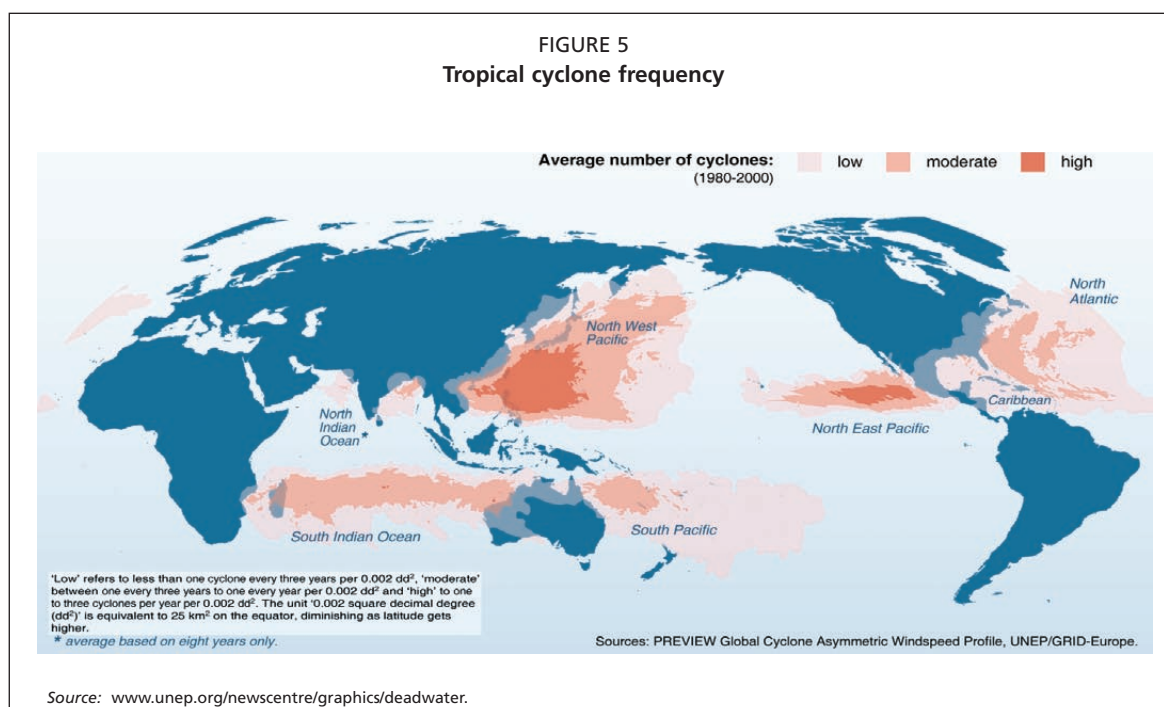 FIGURE 5
Tropical cyclone frequency
Average number of cyclones:
(1980-2000)
low
moderate
high
North
Atlantic
North West
Pacific
Caribbean
North
Indian
Ocean*
North East Pacific
South Indian Ocean
South Pacific
'Low' refers to less than one cyclone every three years per 0.002 dd², 'moderate'
between one every three years to one every year per 0.002 dd² and 'high' to one
to three cyclones per year per 0.002 dd². The unit '0.002 square decimal degree
(dd²)' is equivalent to 25 km² on the equator, diminishing as latitude gets
higher.
* average based on eight years only.
Sources: PREVIEW Global Cyclone Asymmetric Windspeed Profile, UNEP/GRID-Europe.
Source: www.unep.org/newscentre/graphics/deadwater.